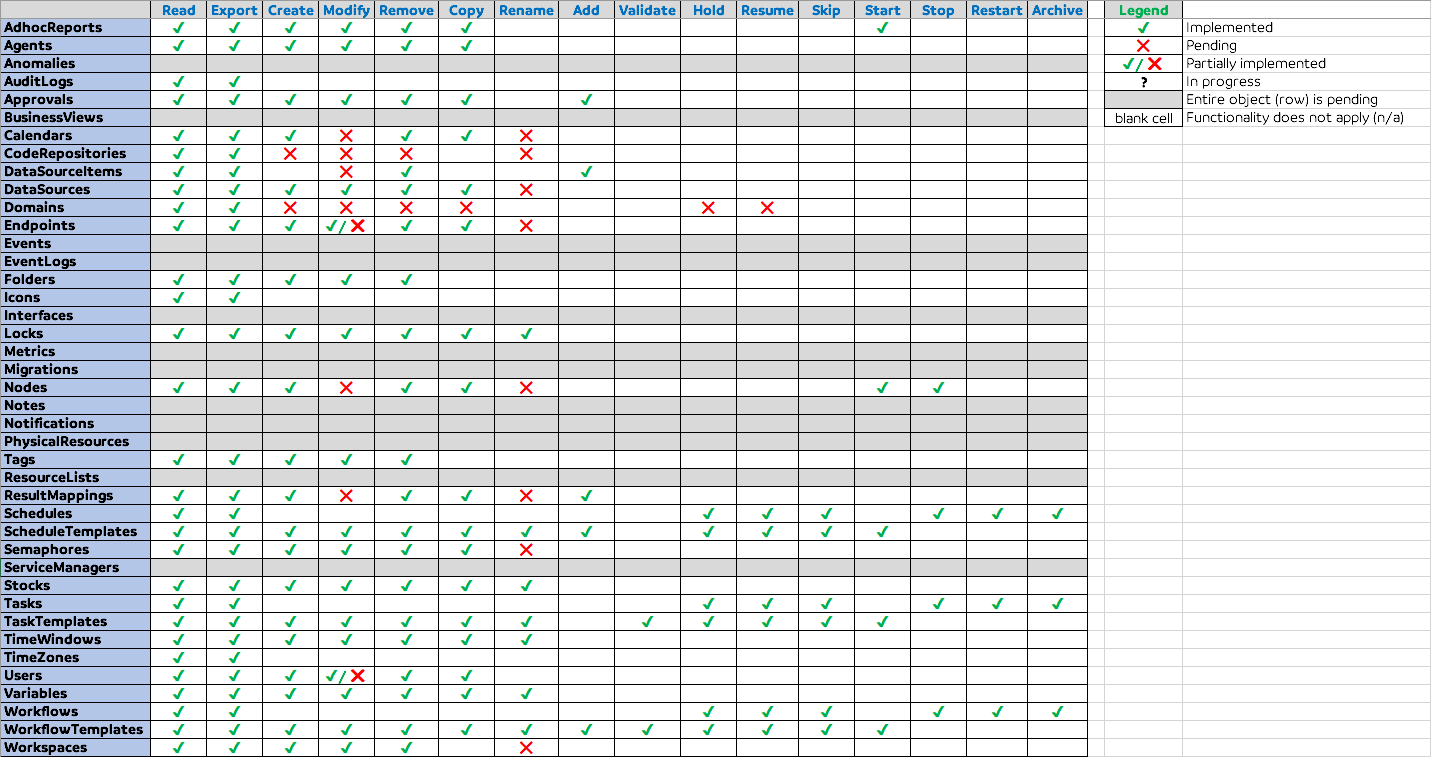 Read Export Create Modify Remove Copy Rename Add Validate Hold Resume Skip Start Stop Restart Archive Legend
AdhocReports ✓ ✓ ✓ ✓ ✓ ✓ ✓ ✓ Implemented
Agents ✓ ✓ ✓ ✓ ✓ ✓ ✗ Pending
Anomalies ✓/✗ Partially implemented
AuditLogs ✓ ✓ ? In progress
Approvals ✓ ✓ ✓ ✓ ✓ ✓ ✓ Entire object (row) is pending
BusinessViews blank cell Functionality does not apply (n/a)
Calendars ✓ ✓ ✓ ✗ ✓ ✓ ✗
CodeRepositories ✓ ✓ ✗ ✗ ✗ ✗
DataSourceItems ✓ ✓ ✗ ✓ ✓
DataSources ✓ ✓ ✓ ✓ ✓ ✓ ✗
Domains ✓ ✓ ✗ ✗ ✗ ✗ ✗ ✗
Endpoints ✓ ✓ ✓ ✓/✗ ✓ ✓ ✗
Events
EventLogs
Folders ✓ ✓ ✓ ✓ ✓
Icons ✓ ✓
Interfaces
Locks ✓ ✓ ✓ ✓ ✓ ✓ ✓
Metrics
Migrations
Nodes ✓ ✓ ✓ ✗ ✓ ✓ ✗ ✓ ✓
Notes
Notifications
PhysicalResources
Tags ✓ ✓ ✓ ✓ ✓
ResourceLists
ResultMappings ✓ ✓ ✓ ✗ ✓ ✓ ✗ ✓
Schedules ✓ ✓ ✓ ✓ ✓ ✓ ✓ ✓
ScheduleTemplates ✓ ✓ ✓ ✓ ✓ ✓ ✓ ✓ ✓ ✓ ✓ ✓
Semaphores ✓ ✓ ✓ ✓ ✓ ✓ ✗
ServiceManagers
Stocks ✓ ✓ ✓ ✓ ✓ ✓ ✓
Tasks ✓ ✓ ✓ ✓ ✓ ✓ ✓ ✓
TaskTemplates ✓ ✓ ✓ ✓ ✓ ✓ ✓ ✓ ✓ ✓ ✓ ✓
TimeWindows ✓ ✓ ✓ ✓ ✓ ✓ ✓
TimeZones ✓ ✓
Users ✓ ✓ ✓ ✓/✗ ✓ ✓
Variables ✓ ✓ ✓ ✓ ✓ ✓ ✓
Workflows ✓ ✓ ✓ ✓ ✓ ✓ ✓ ✓
WorkflowTemplates ✓ ✓ ✓ ✓ ✓ ✓ ✓ ✓ ✓ ✓ ✓ ✓ ✓
Workspaces ✓ ✓ ✓ ✓ ✓ ✗